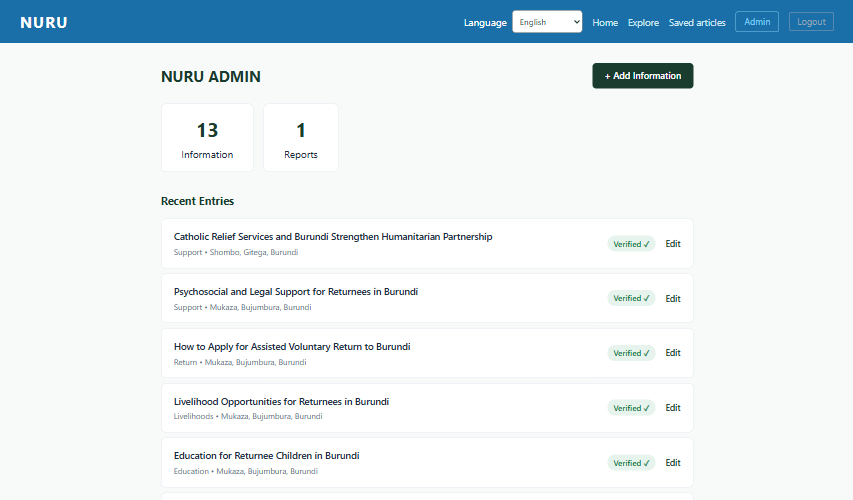 NURU
Language English Home Explore Saved articles Admin Logout
NURU ADMIN
+ Add Information
13
Information
1
Reports
Recent Entries
Catholic Relief Services and Burundi Strengthen Humanitarian Partnership
Support • Shombo, Gitega, Burundi
Verified ✓ Edit
Psychosocial and Legal Support for Returnees in Burundi
Support • Mukaza, Bujumbura, Burundi
Verified ✓ Edit
How to Apply for Assisted Voluntary Return to Burundi
Return • Mukaza, Bujumbura, Burundi
Verified ✓ Edit
Livelihood Opportunities for Returnees in Burundi
Livelihoods • Mukaza, Bujumbura, Burundi
Verified ✓ Edit
Education for Returnee Children in Burundi
Education • Mukaza, Bujumbura, Burundi
Verified ✓ Edit